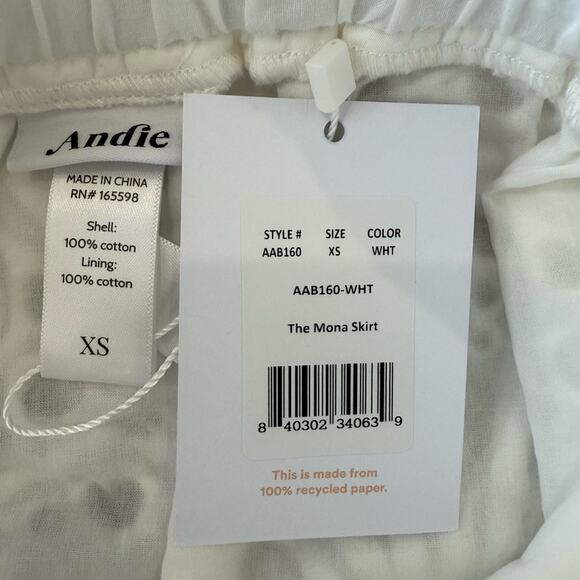 Andie
MADE IN CHINA
RN# 165598
Shell:
100% cotton
Lining:
100% cotton
XS
STYLE # SIZE COLOR
AAB160 XS WHT
AAB160-WHT
The Mona Skirt
8 40302 34063 9
This is made from
100% recycled paper.